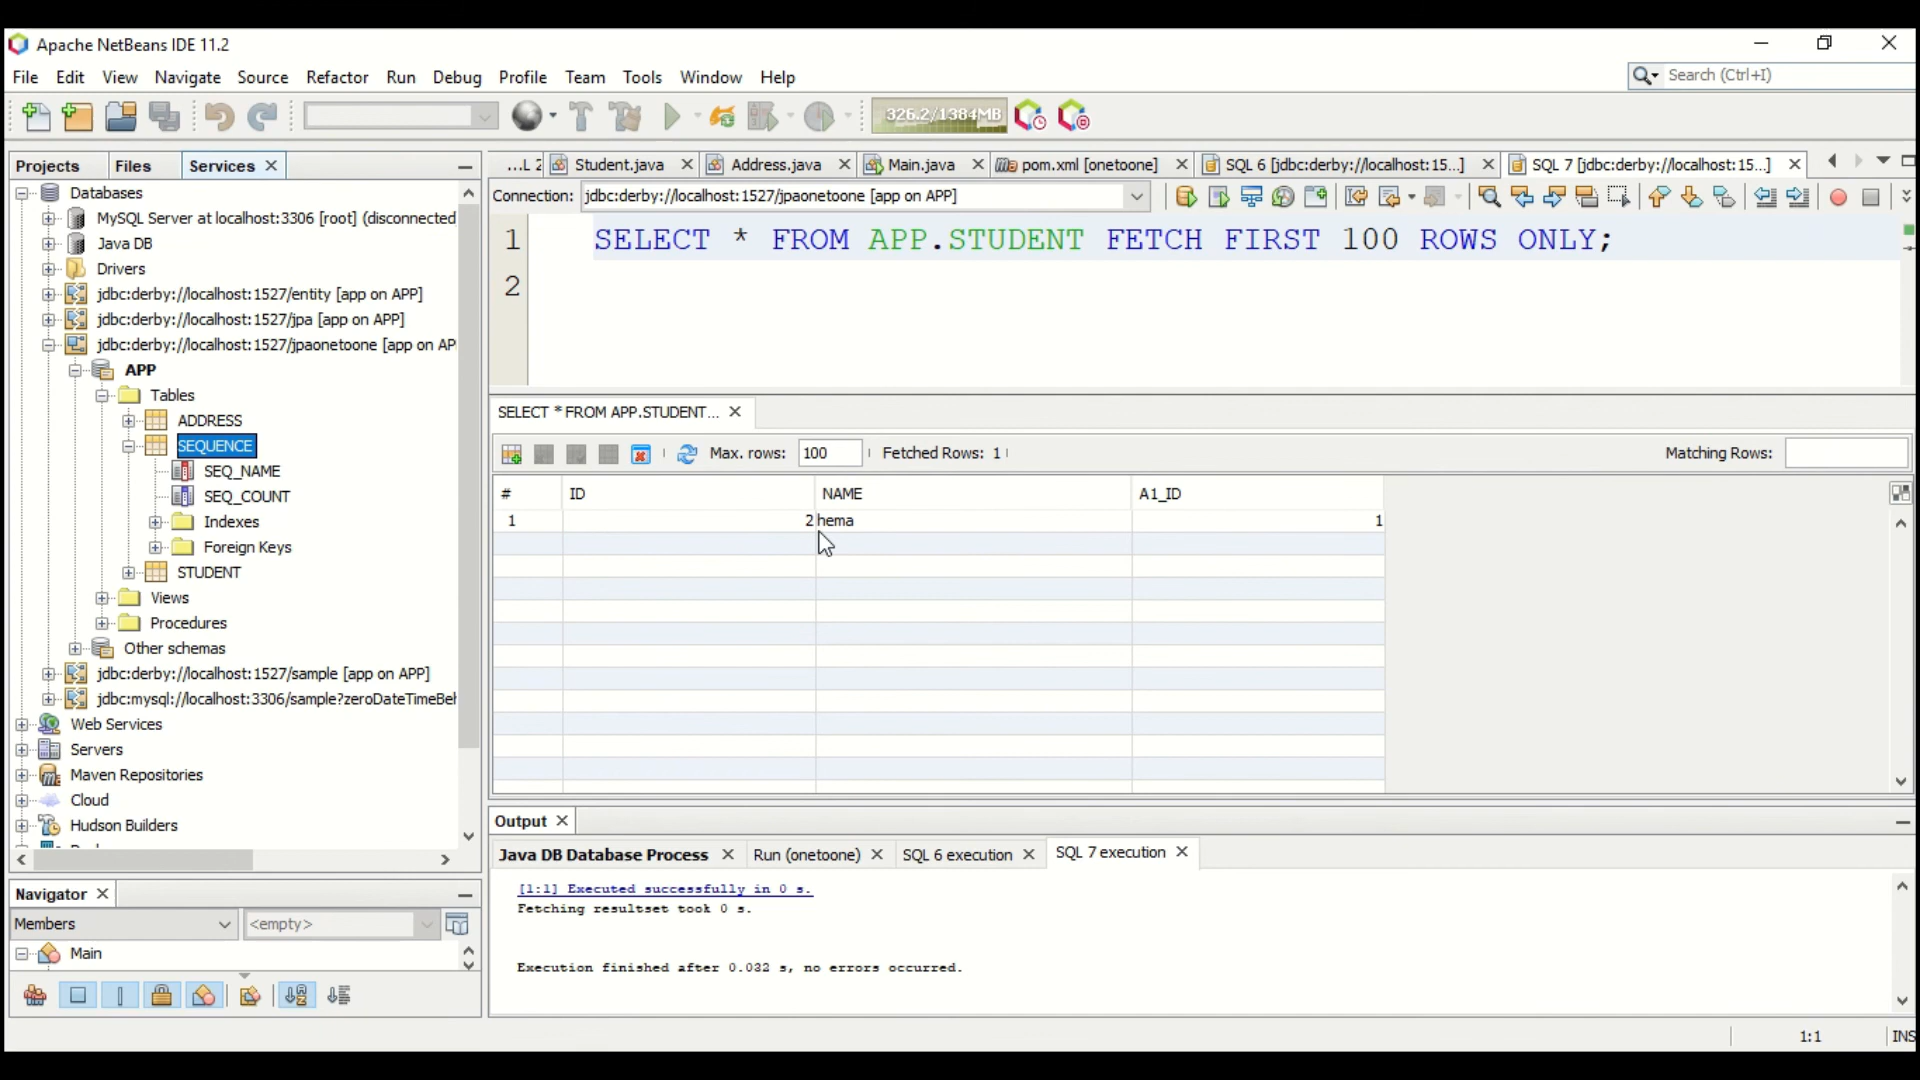 Apache NetBeans IDE 11.2
File Edit View Navigate Source Refactor Run Debug Profile Team Tools Window Help
Search (Ctrl+I)
326.2/1384MB
Projects Files Services
...L 2 Student.java Address.java Main.java pom.xml [onetoone] SQL 6 [jdbc:derby://localhost:15...] SQL 7 [jdbc:derby://localhost:15...]
Connection: jdbc:derby://localhost:1527/jpaonetoone [app on APP]
1 SELECT * FROM APP.STUDENT FETCH FIRST 100 ROWS ONLY;
2
Databases
MySQL Server at localhost:3306 [root] (disconnected
Java DB
Drivers
jdbc:derby://localhost:1527/entity [app on APP]
jdbc:derby://localhost:1527/jpa [app on APP]
jdbc:derby://localhost:1527/jpaonetoone [app on AP
APP
Tables
ADDRESS
SEQUENCE
SEQ_NAME
SEQ_COUNT
Indexes
Foreign Keys
STUDENT
Views
Procedures
Other schemas
jdbc:derby://localhost:1527/sample [app on APP]
jdbc:mysql://localhost:3306/sample?zeroDateTimeBeh
Web Services
Servers
Maven Repositories
Cloud
Hudson Builders
SELECT * FROM APP.STUDENT...
Max. rows: 100 Fetched Rows: 1 Matching Rows:
# ID NAME A1_ID
1 2 hema 1
Output
Java DB Database Process Run (onetoone) SQL 6 execution SQL 7 execution
[1:1] Executed successfully in 0 s.
Fetching resultset took 0 s.
Execution finished after 0.032 s, no errors occurred.
Navigator
Members <empty>
Main
1:1 INS